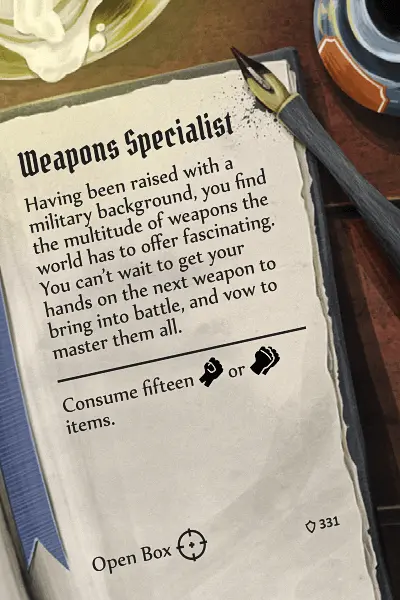 Weapons Specialist
Having been raised with a
military background, you find
the multitude of weapons the
world has to offer fascinating.
You can't wait to get your
hands on the next weapon to
bring into battle, and vow to
master them all.
Consume fifteen or
items.
Open Box
331